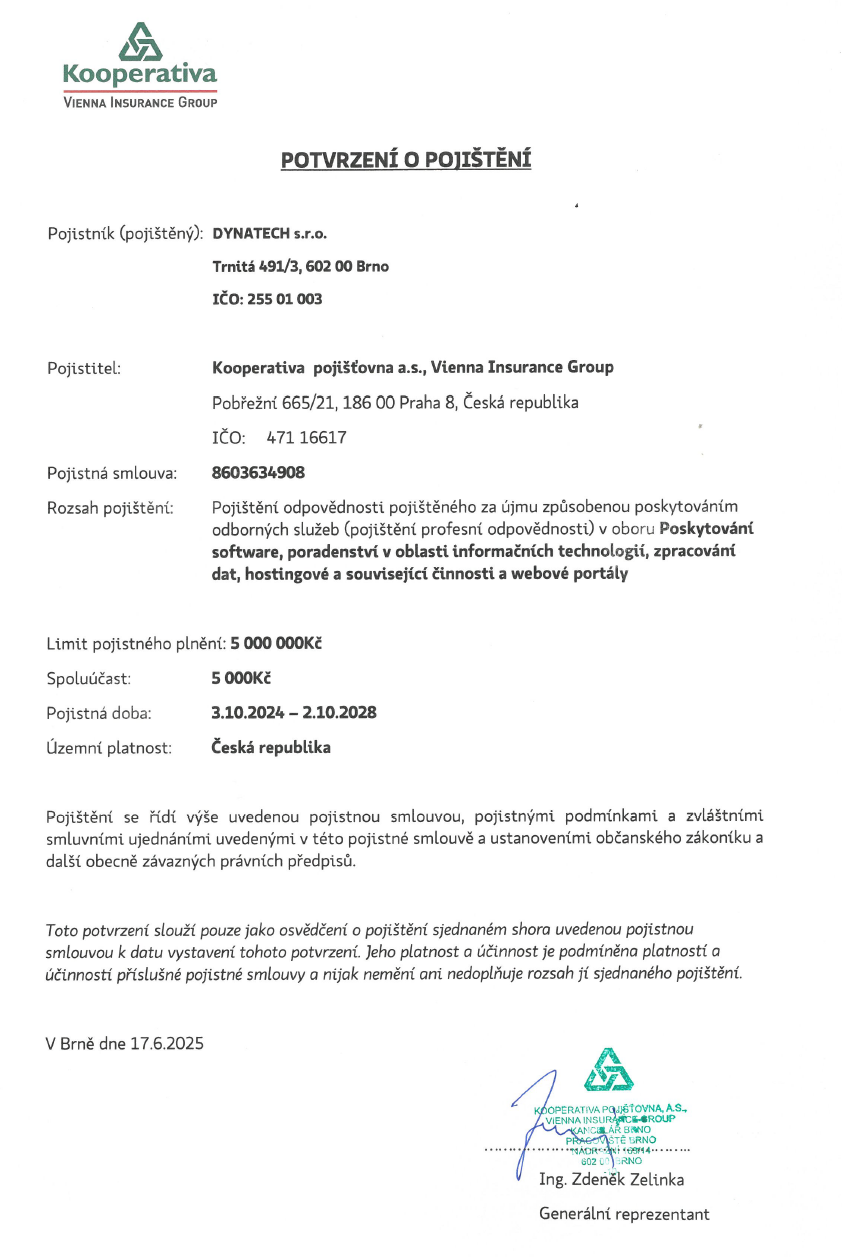 Kooperativa
VIENNA INSURANCE GROUP
POTVRZENÍ O POJIŠTĚNÍ
Pojistník (pojištěný): DYNATECH s.r.o.
Trnitá 491/3, 602 00 Brno
IČO: 255 01 003
Pojistitel: Kooperativa pojišťovna a.s., Vienna Insurance Group
Pobřežní 665/21, 186 00 Praha 8, Česká republika
IČO: 471 16617
Pojistná smlouva: 8603634908
Rozsah pojištění: Pojištění odpovědnosti pojištěného za újmu způsobenou poskytováním
odborných služeb (pojištění profesní odpovědnosti) v oboru Poskytování
software, poradenství v oblasti informačních technologií, zpracování
dat, hostingové a související činnosti a webové portály
Limit pojistného plnění: 5 000 000Kč
Spoluúčast: 5 000Kč
Pojistná doba: 3.10.2024 – 2.10.2028
Územní platnost: Česká republika
Pojištění se řídí výše uvedenou pojistnou smlouvou, pojistnými podmínkami a zvláštními
smluvními ujednáními uvedenými v této pojistné smlouvě a ustanoveními občanského zákoníku a
další obecně závazných právních předpisů.
Toto potvrzení slouží pouze jako osvědčení o pojištění sjednaném shora uvedenou pojistnou
smlouvou k datu vystavení tohoto potvrzení. Jeho platnost a účinnost je podmíněna platností a
účinností příslušné pojistné smlouvy a nijak nemění ani nedoplňuje rozsah jí sjednaného pojištění.
V Brně dne 17.6.2025
KOOPERATIVA POJIŠŤOVNA, A.S.,
VIENNA INSURANCE GROUP
KANCELÁŘ BRNO
PRACOVIŠTĚ BRNO
602 BRNO
Ing. Zdeněk Zelinka
Generální reprezentant